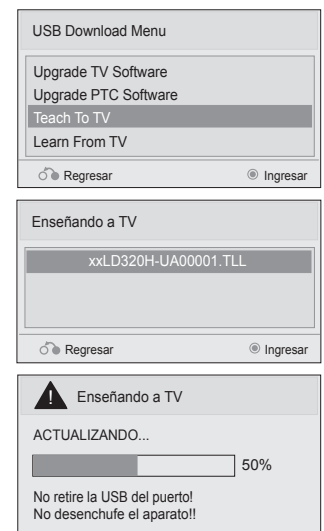 USB Download Menu
Upgrade TV Software
Upgrade PTC Software
Teach To TV
Learn From TV
Regresar
Ingresar
Enseñando a TV
xxLD320H-UA00001.TLL
Regresar
Ingresar
! Enseñando a TV
ACTUALIZANDO...
50%
No retire la USB del puerto!
No desenchufe el aparato!!